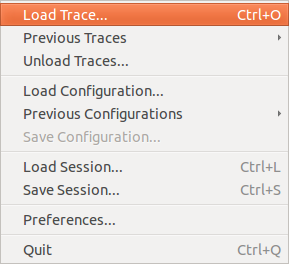 Load Trace... Ctrl+O
Previous Traces
Unload Traces...
Load Configuration...
Previous Configurations
Save Configuration...
Load Session... Ctrl+L
Save Session... Ctrl+S
Preferences...
Quit Ctrl+Q